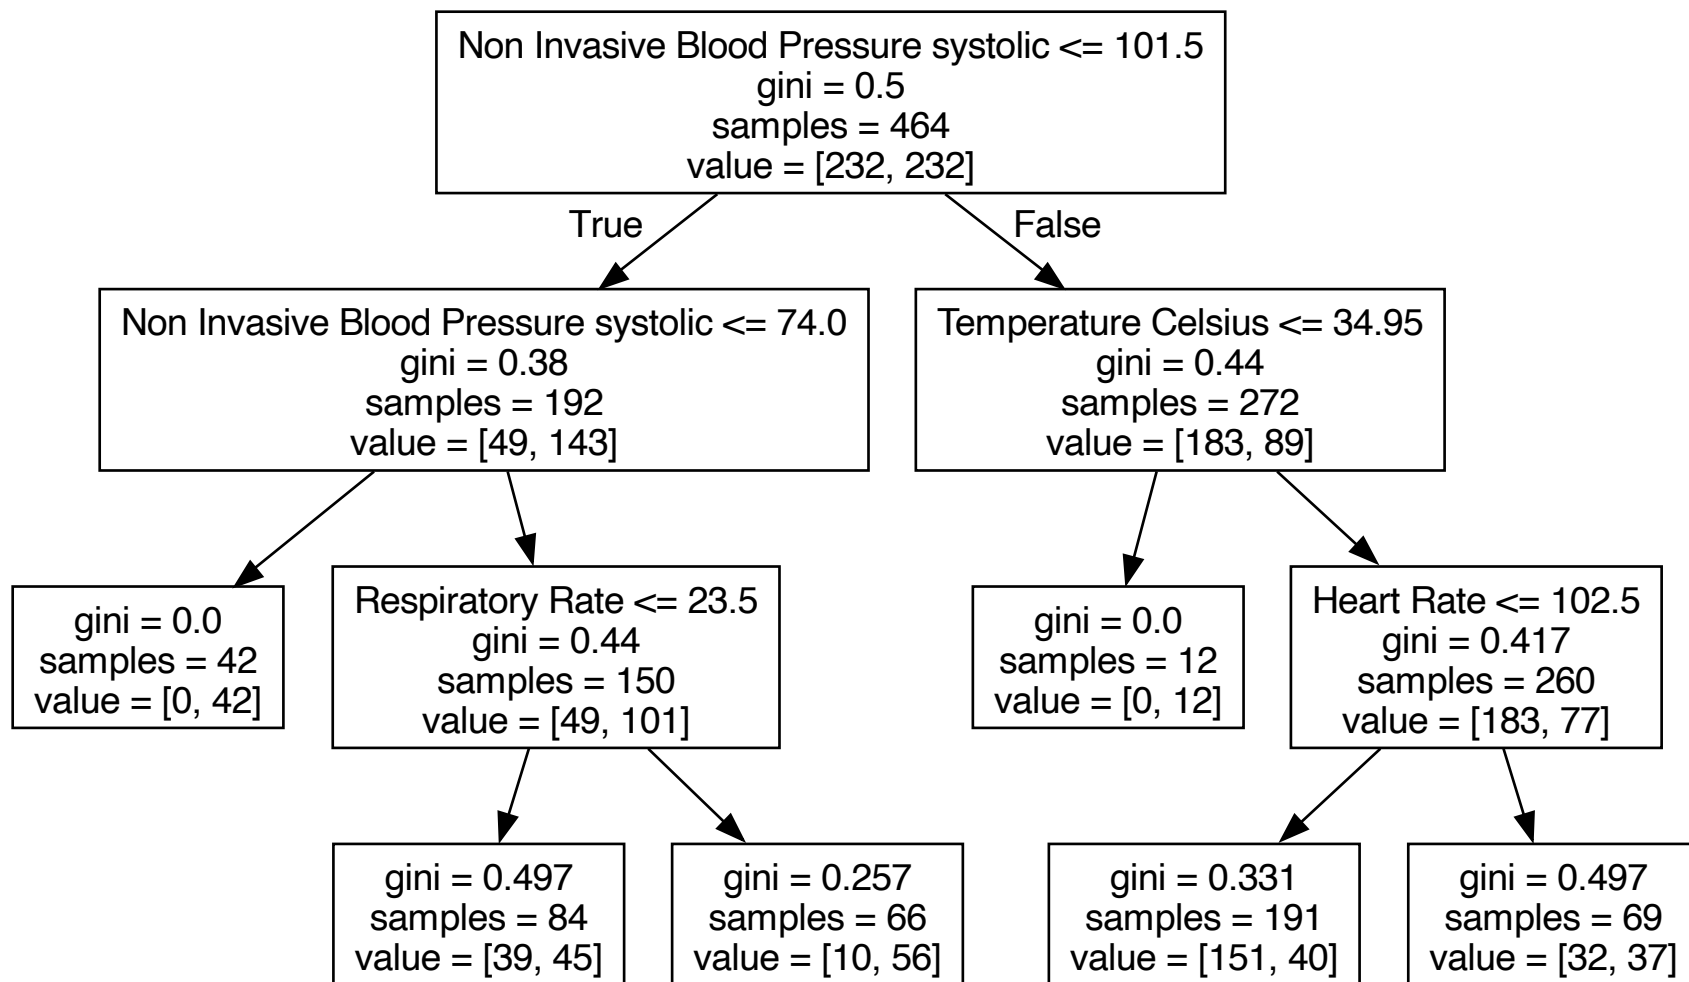 Non Invasive Blood Pressure systolic <= 101.5
gini = 0.5
samples = 464
value = [232, 232]
True
False
Non Invasive Blood Pressure systolic <= 74.0
gini = 0.38
samples = 192
value = [49, 143]
Temperature Celsius <= 34.95
gini = 0.44
samples = 272
value = [183, 89]
gini = 0.0
samples = 42
value = [0, 42]
Respiratory Rate <= 23.5
gini = 0.44
samples = 150
value = [49, 101]
gini = 0.0
samples = 12
value = [0, 12]
Heart Rate <= 102.5
gini = 0.417
samples = 260
value = [183, 77]
gini = 0.497
samples = 84
value = [39, 45]
gini = 0.257
samples = 66
value = [10, 56]
gini = 0.331
samples = 191
value = [151, 40]
gini = 0.497
samples = 69
value = [32, 37]